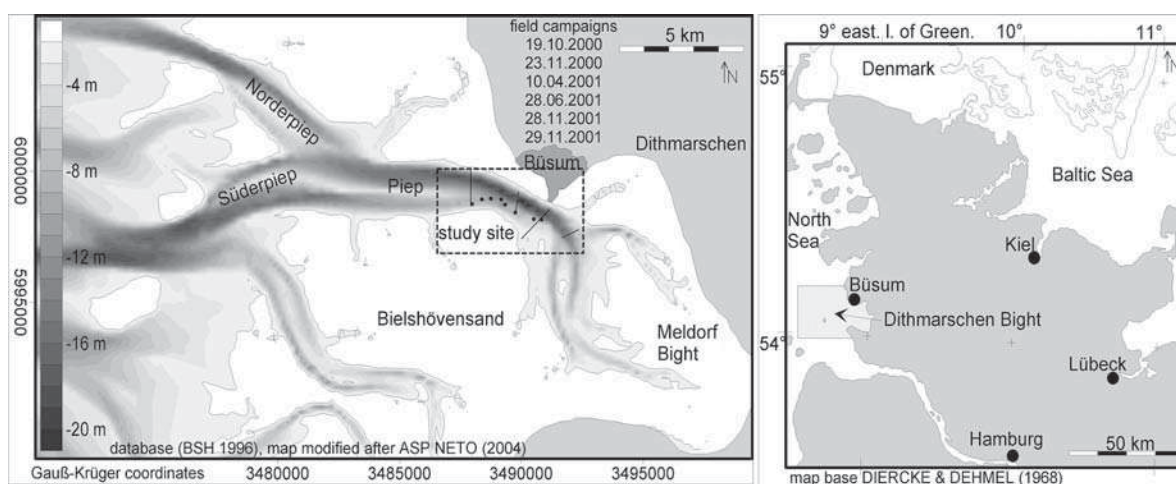 field campaigns
19.10.2000
23.11.2000
10.04.2001
28.06.2001
28.11.2001
29.11.2001
5 km
N
-4 m
-8 m
-12 m
-16 m
-20 m
Norderpiep
Süderpiep
Piep
Büsum
Dithmarschen
study site
Bielshövensand
Meldorf
Bight
6000000
5995000
database (BSH 1996), map modified after ASP NETO (2004)
Gauß-Krüger coordinates
3480000
3485000
3490000
3495000
9° east. l. of Green.
10°
11°
55°
54°
N
Denmark
Baltic Sea
North
Sea
Kiel
Büsum
Dithmarschen Bight
Lübeck
Hamburg
50 km
map base DIERCKE & DEHMEL (1968)